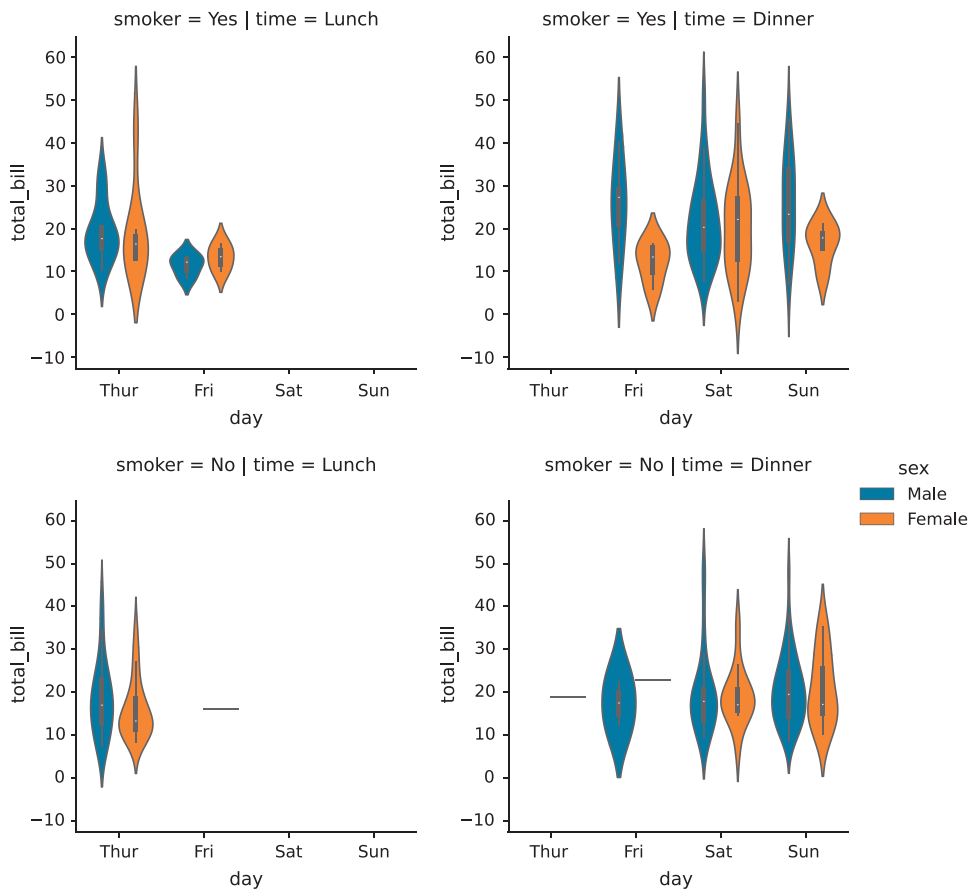 smoker = Yes | time = Lunch
60
50
40
30
20
10
0
−10
total_bill
Thur Fri Sat Sun
day
smoker = Yes | time = Dinner
60
50
40
30
20
10
0
−10
total_bill
Thur Fri Sat Sun
day
smoker = No | time = Lunch
60
50
40
30
20
10
0
−10
total_bill
Thur Fri Sat Sun
day
smoker = No | time = Dinner
60
50
40
30
20
10
0
−10
total_bill
Thur Fri Sat Sun
day
sex
Male
Female